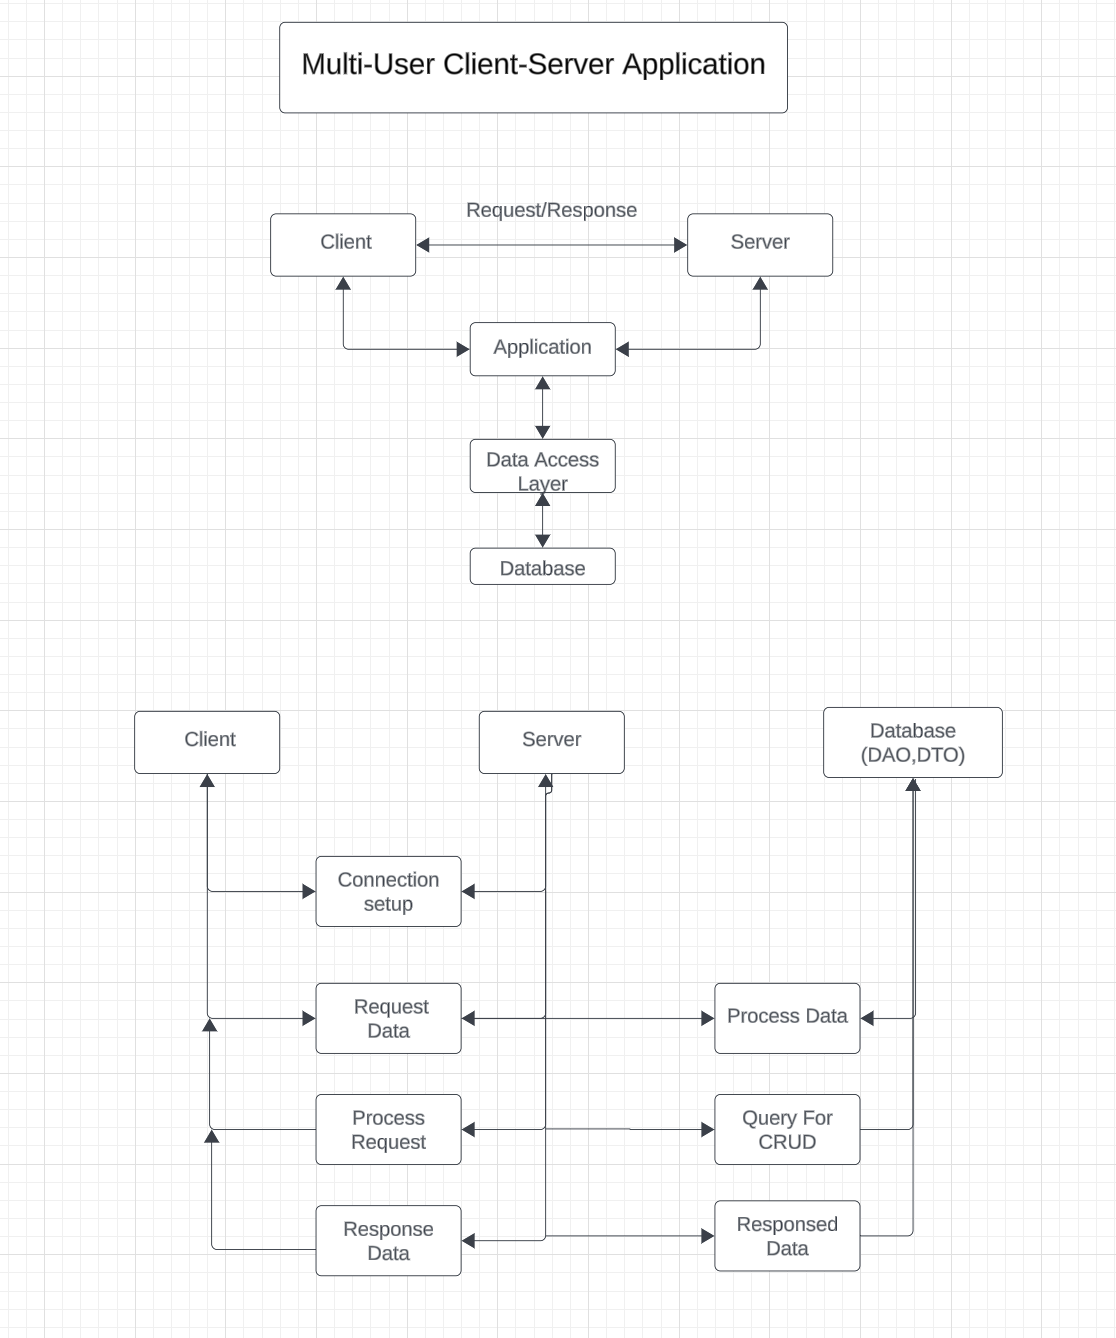 Multi-User Client-Server Application
Request/Response
Client
Server
Application
Data Access
Layer
Database
Client
Server
Database
(DAO,DTO)
Connection
setup
Request
Data
Process Data
Process
Request
Query For
CRUD
Response
Data
Responsed
Data